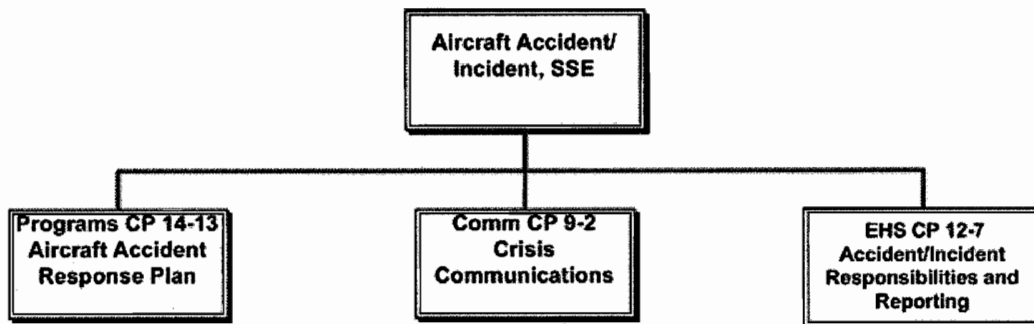 Aircraft Accident/
Incident, SSE
Programs CP 14-13
Aircraft Accident
Response Plan
Comm CP 9-2
Crisis
Communications
EHS CP 12-7
Accident/Incident
Responsibilities and
Reporting